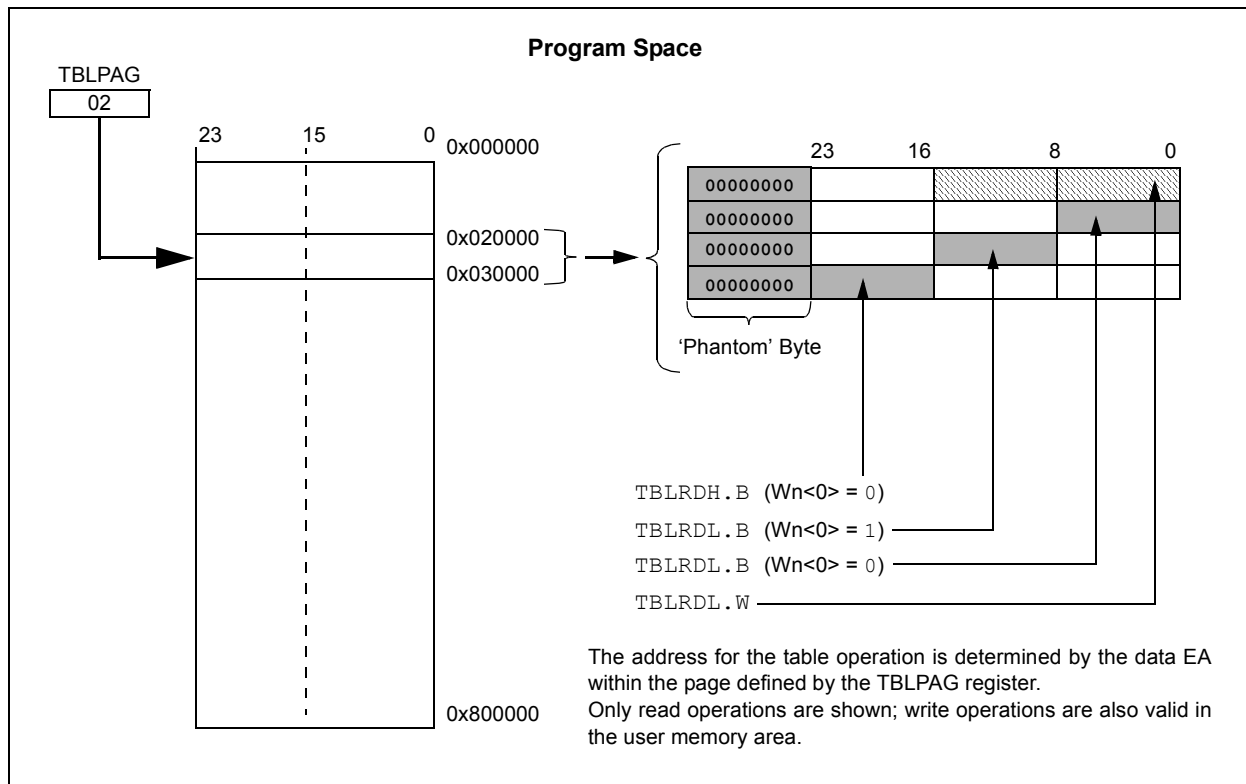 Program Space
TBLPAG
02
23 15 0
0x000000
0x020000
0x030000
0x800000
23 16 8 0
00000000
00000000
00000000
00000000
‘Phantom’ Byte
TBLRDH.B (Wn<0> = 0)
TBLRDL.B (Wn<0> = 1)
TBLRDL.B (Wn<0> = 0)
TBLRDL.W
The address for the table operation is determined by the data EA
within the page defined by the TBLPAG register.
Only read operations are shown; write operations are also valid in
the user memory area.